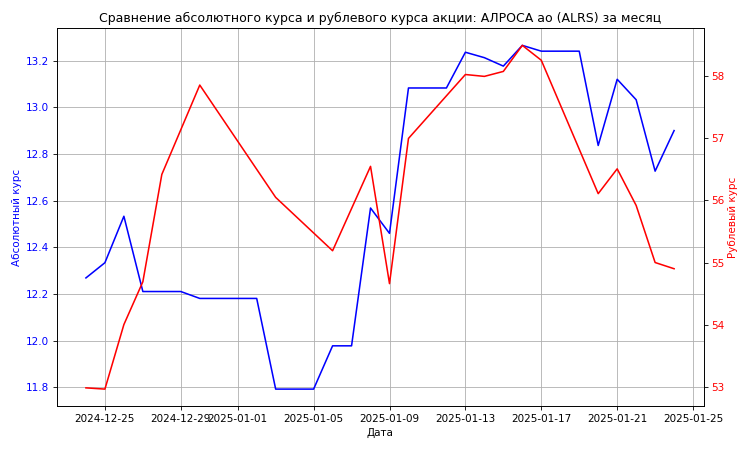 Сравнение абсолютного курса и рублевого курса акции: АЛРОСА ао (ALRS) за месяц
13.2
13.0
12.8
12.6
12.4
12.2
12.0
11.8
Абсолютный курс
58
57
56
55
54
53
Рублевый курс
2024-12-25 2024-12-29 2025-01-01 2025-01-05 2025-01-09 2025-01-13 2025-01-17 2025-01-21 2025-01-25
Дата